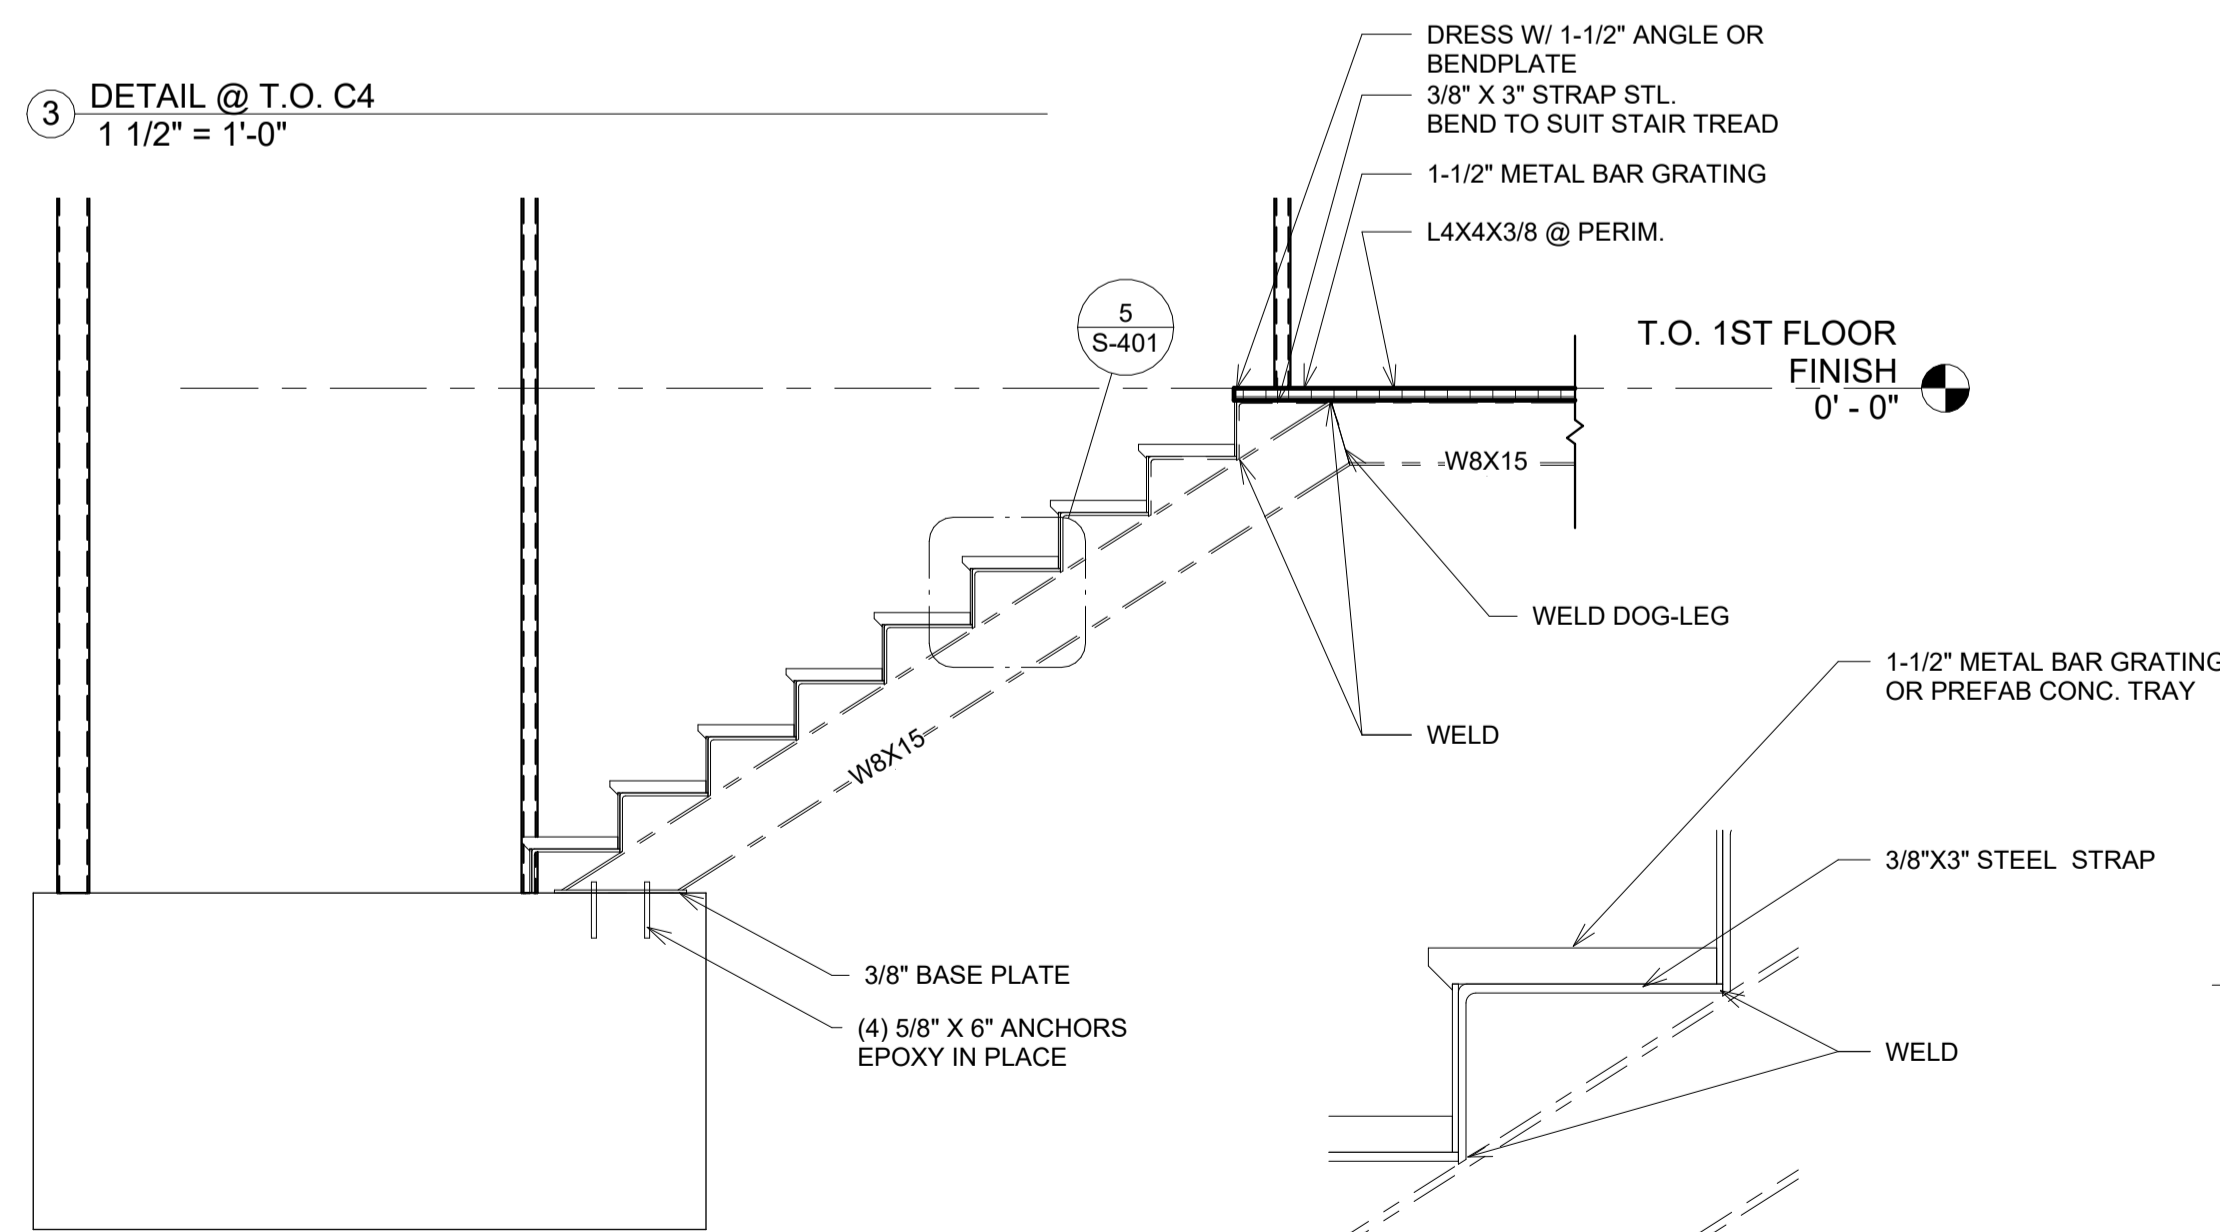 3
DETAIL @ T.O. C4
1 1/2" = 1'-0"
DRESS W/ 1-1/2" ANGLE OR
BENDPLATE
3/8" X 3" STRAP STL.
BEND TO SUIT STAIR TREAD
1-1/2" METAL BAR GRATING
L4X4X3/8 @ PERIM.
5
S-401
T.O. 1ST FLOOR
FINISH
0' - 0"
W8X15
WELD DOG-LEG
WELD
W8X15
1-1/2" METAL BAR GRATING
OR PREFAB CONC. TRAY
3/8"X3" STEEL STRAP
WELD
3/8" BASE PLATE
(4) 5/8" X 6" ANCHORS
EPOXY IN PLACE